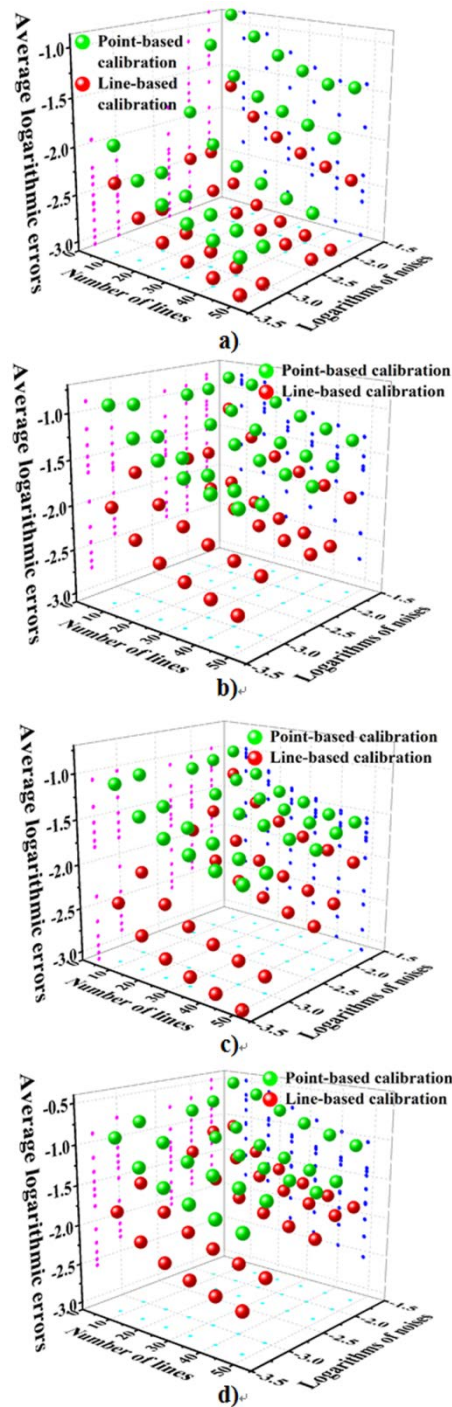 Point-based calibration
Line-based calibration
Average logarithmic errors
-1.0
-1.5
-2.0
-2.5
-3.0
10
20
30
40
50
Number of lines
-3.5
-3.0
-2.5
-2.0
-1.5
Logarithms of noises
a)
Point-based calibration
Line-based calibration
Average logarithmic errors
-1.0
-1.5
-2.0
-2.5
-3.0
10
20
30
40
50
Number of lines
-3.5
-3.0
-2.5
-2.0
-1.5
Logarithms of noises
b)
Point-based calibration
Line-based calibration
Average logarithmic errors
-1.0
-1.5
-2.0
-2.5
-3.0
10
20
30
40
50
Number of lines
-3.5
-3.0
-2.5
-2.0
-1.5
Logarithms of noises
c)
Point-based calibration
Line-based calibration
Average logarithmic errors
-0.5
-1.0
-1.5
-2.0
-2.5
-3.0
10
20
30
40
50
Number of lines
-3.5
-3.0
-2.5
-2.0
-1.5
Logarithms of noises
d)